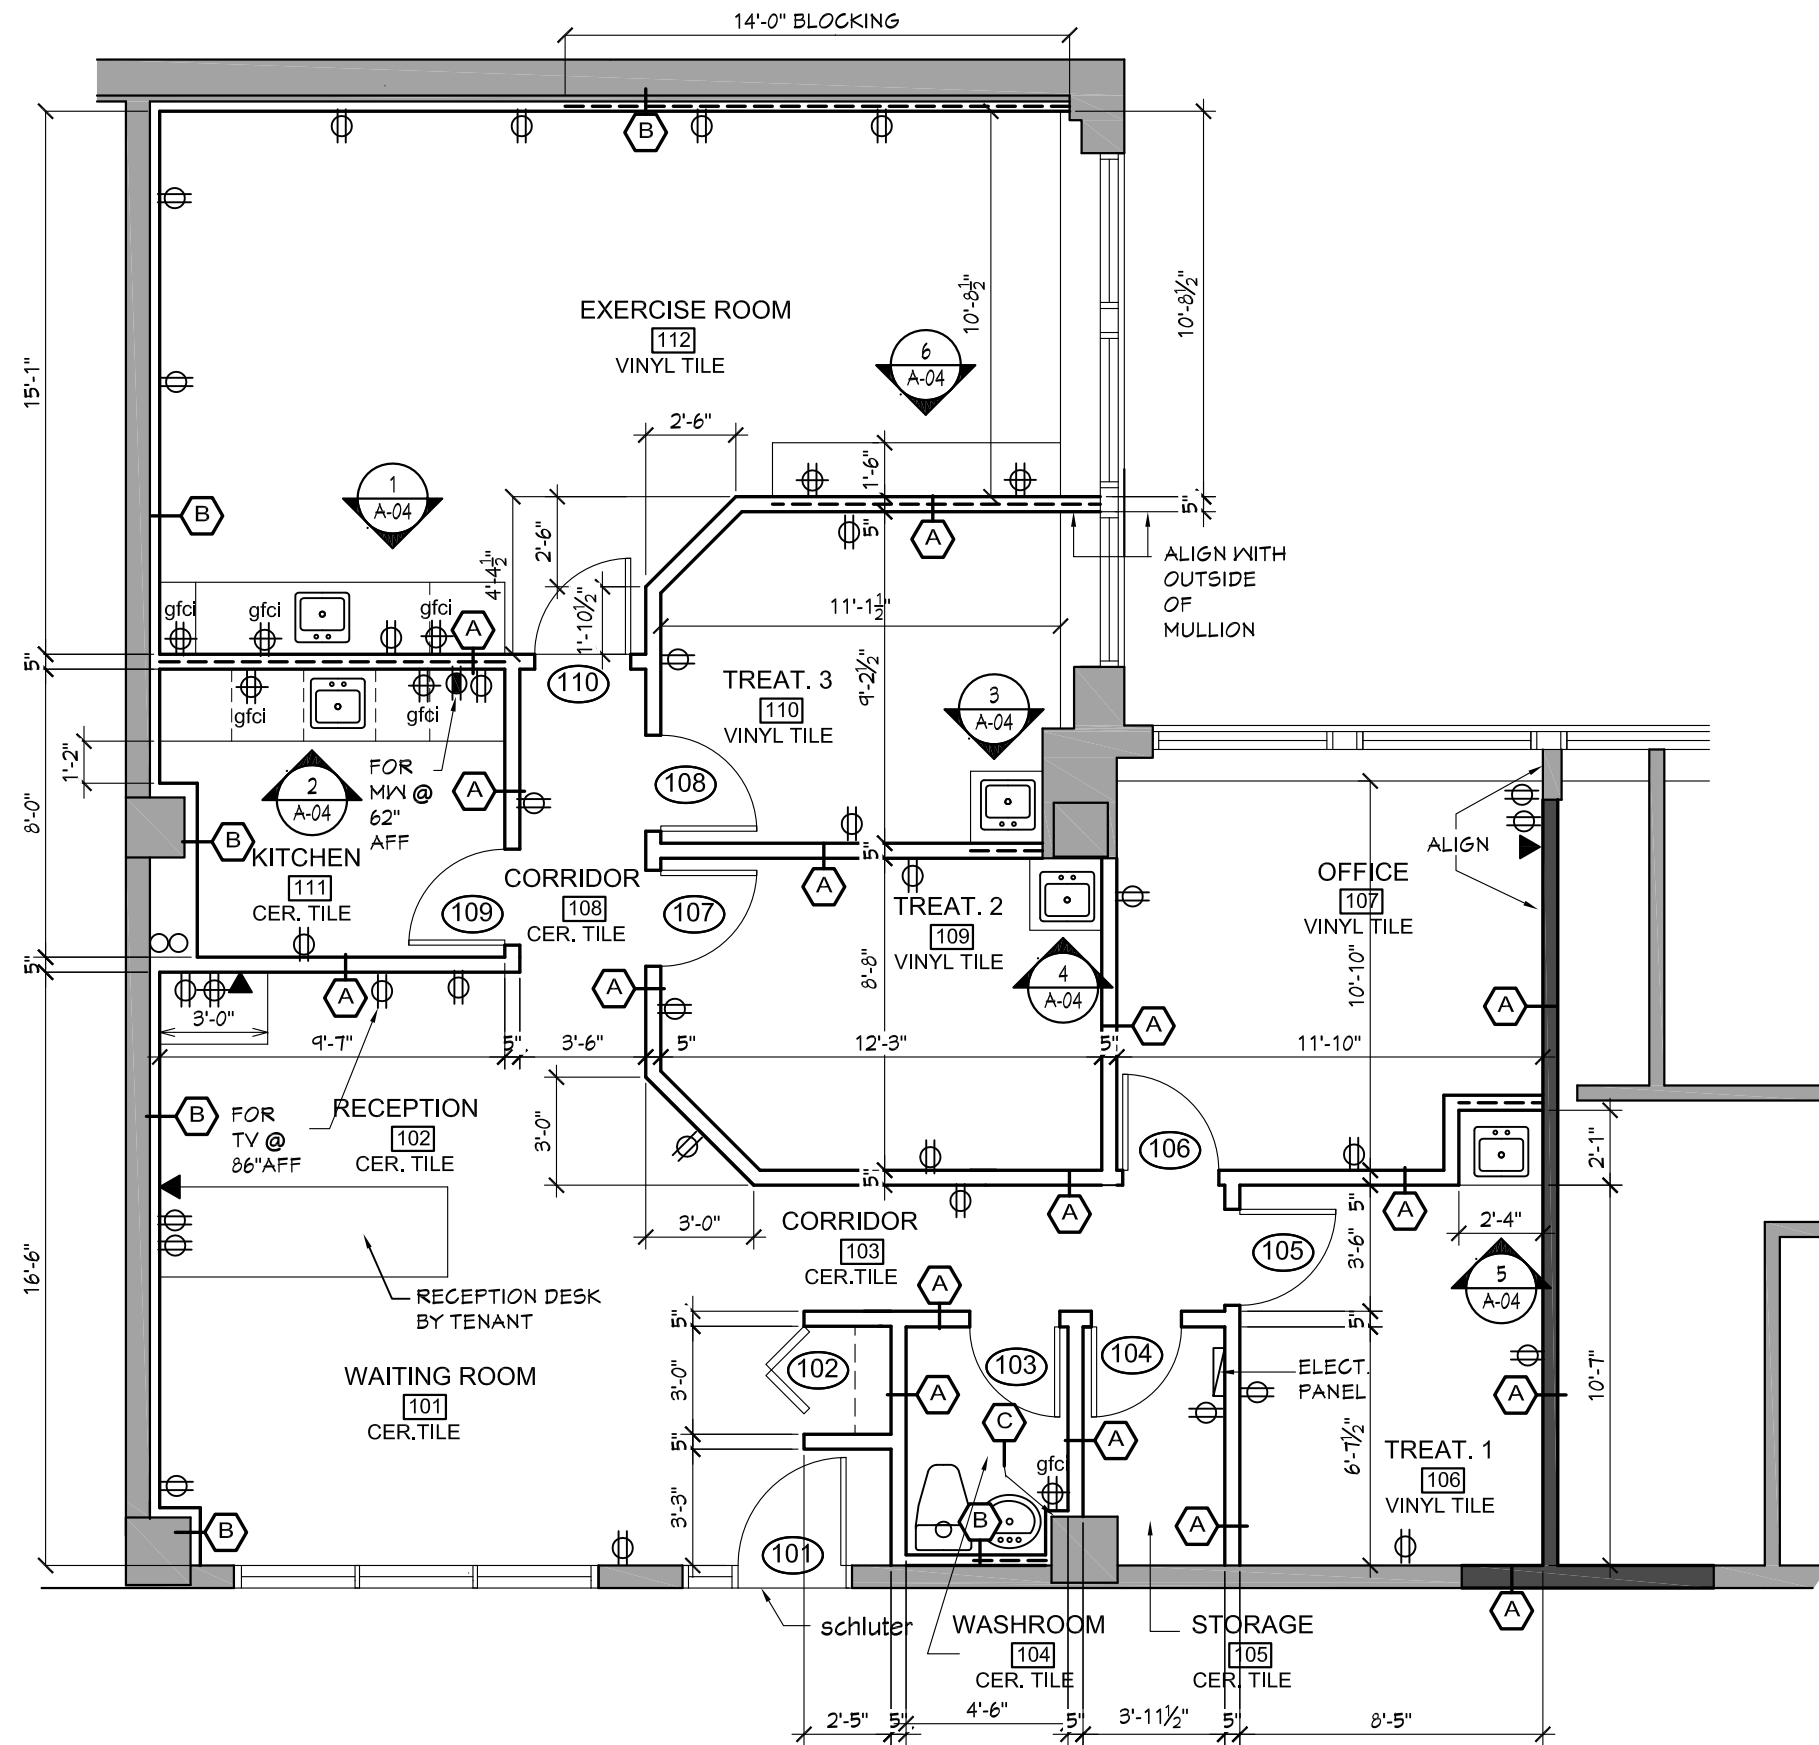 14'-0" BLOCKING
B
EXERCISE ROOM
112
VINYL TILE
6
A-04
10'-8½"
10'-8½"
15'-1"
2'-6"
1'-6"
1
A-04
B
2'-6"
4'-4½"
1'-10½"
5"
A
5"
ALIGN WITH
OUTSIDE
OF
MULLION
11'-1½"
gfci
gfci
gfci
A
5"
110
TREAT. 3
110
VINYL TILE
9'-2½"
3
A-04
gfci
gfci
1'-2"
2
A-04
FOR
MW @
62"
AFF
A
108
8'-0"
B
KITCHEN
111
CER. TILE
109
CORRIDOR
108
CER. TILE
107
5"
A
TREAT. 2
109
VINYL TILE
ALIGN
OFFICE
107
VINYL TILE
5"
A
A
8'-8"
4
A-04
10'-10"
A
A
3'-0"
9'-7"
5"
3'-6"
5"
12'-3"
5"
11'-10"
B
FOR
TV @
86"AFF
RECEPTION
102
CER. TILE
3'-0"
106
2'-1"
5"
A
5"
A
3'-0"
CORRIDOR
103
CER.TILE
2'-4"
105
3'-6"
5
A-04
16'-6"
RECEPTION DESK
BY TENANT
A
5"
5"
WAITING ROOM
101
CER.TILE
3'-0"
102
103
104
ELECT.
PANEL
A
A
10'-7"
C
A
5"
6'-7½"
gfci
TREAT. 1
106
VINYL TILE
3'-3"
B
B
A
101
A
schluter
WASHROOM
104
CER. TILE
STORAGE
105
CER. TILE
2'-5"
5"
4'-6"
5"
3'-11½"
5"
8'-5"